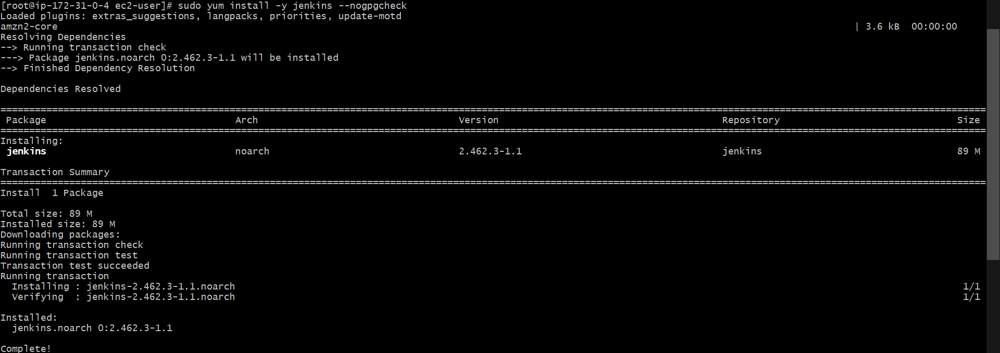 [root@ip-172-31-0-4 ec2-user]# sudo yum install -y jenkins --nogpgcheck
Loaded plugins: extras_suggestions, langpacks, priorities, update-motd
amzn2-core | 3.6 kB 00:00:00
Resolving Dependencies
--> Running transaction check
---> Package jenkins.noarch 0:2.462.3-1.1 will be installed
--> Finished Dependency Resolution
Dependencies Resolved
Package Arch Version Repository Size
Installing:
jenkins noarch 2.462.3-1.1 jenkins 89 M
Transaction Summary
Install 1 Package
Total size: 89 M
Installed size: 89 M
Downloading packages:
Running transaction check
Running transaction test
Transaction test succeeded
Running transaction
Installing : jenkins-2.462.3-1.1.noarch 1/1
Verifying : jenkins-2.462.3-1.1.noarch 1/1
Installed:
jenkins.noarch 0:2.462.3-1.1
Complete!